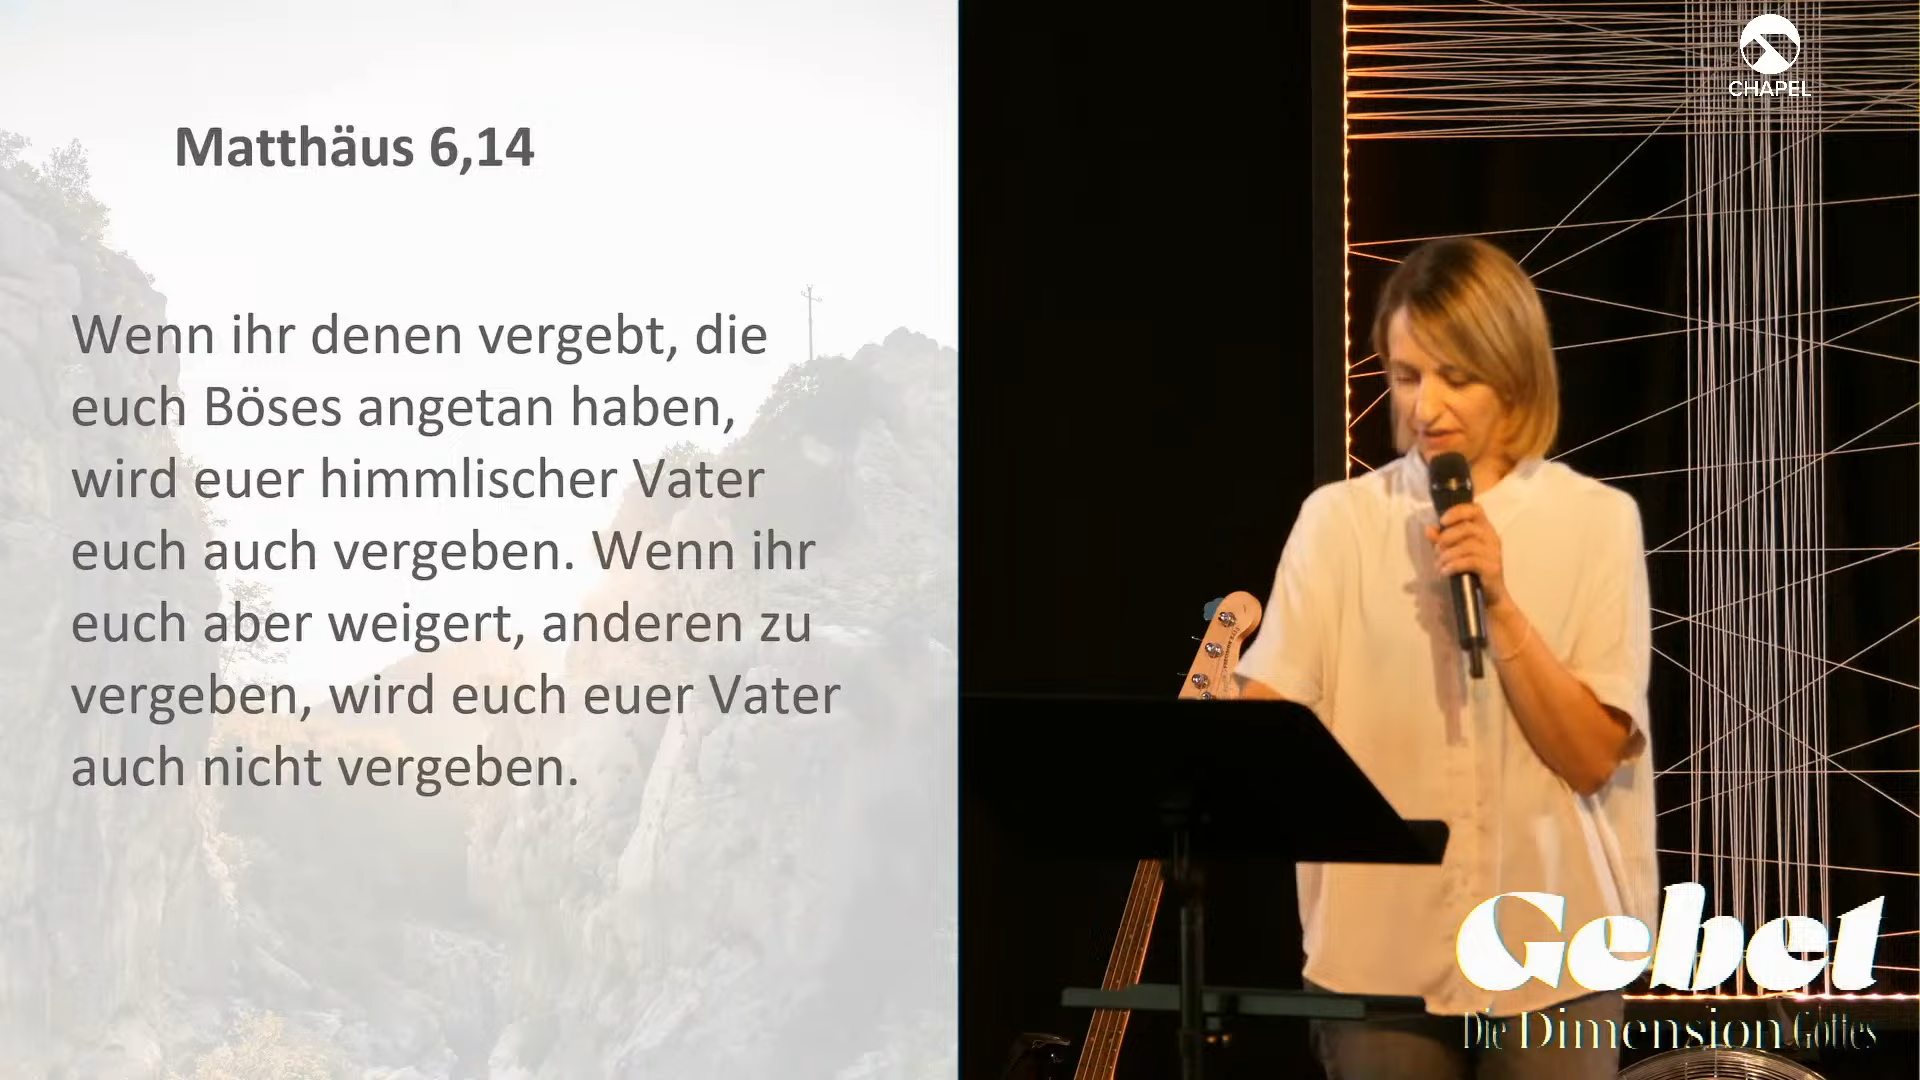 Matthäus 6,14
Wenn ihr denen vergebt, die
euch Böses angetan haben,
wird euer himmlischer Vater
euch auch vergeben. Wenn ihr
euch aber weigert, anderen zu
vergeben, wird euch euer Vater
auch nicht vergeben.
CHAPEL
Gebet
Die Dimension Gottes